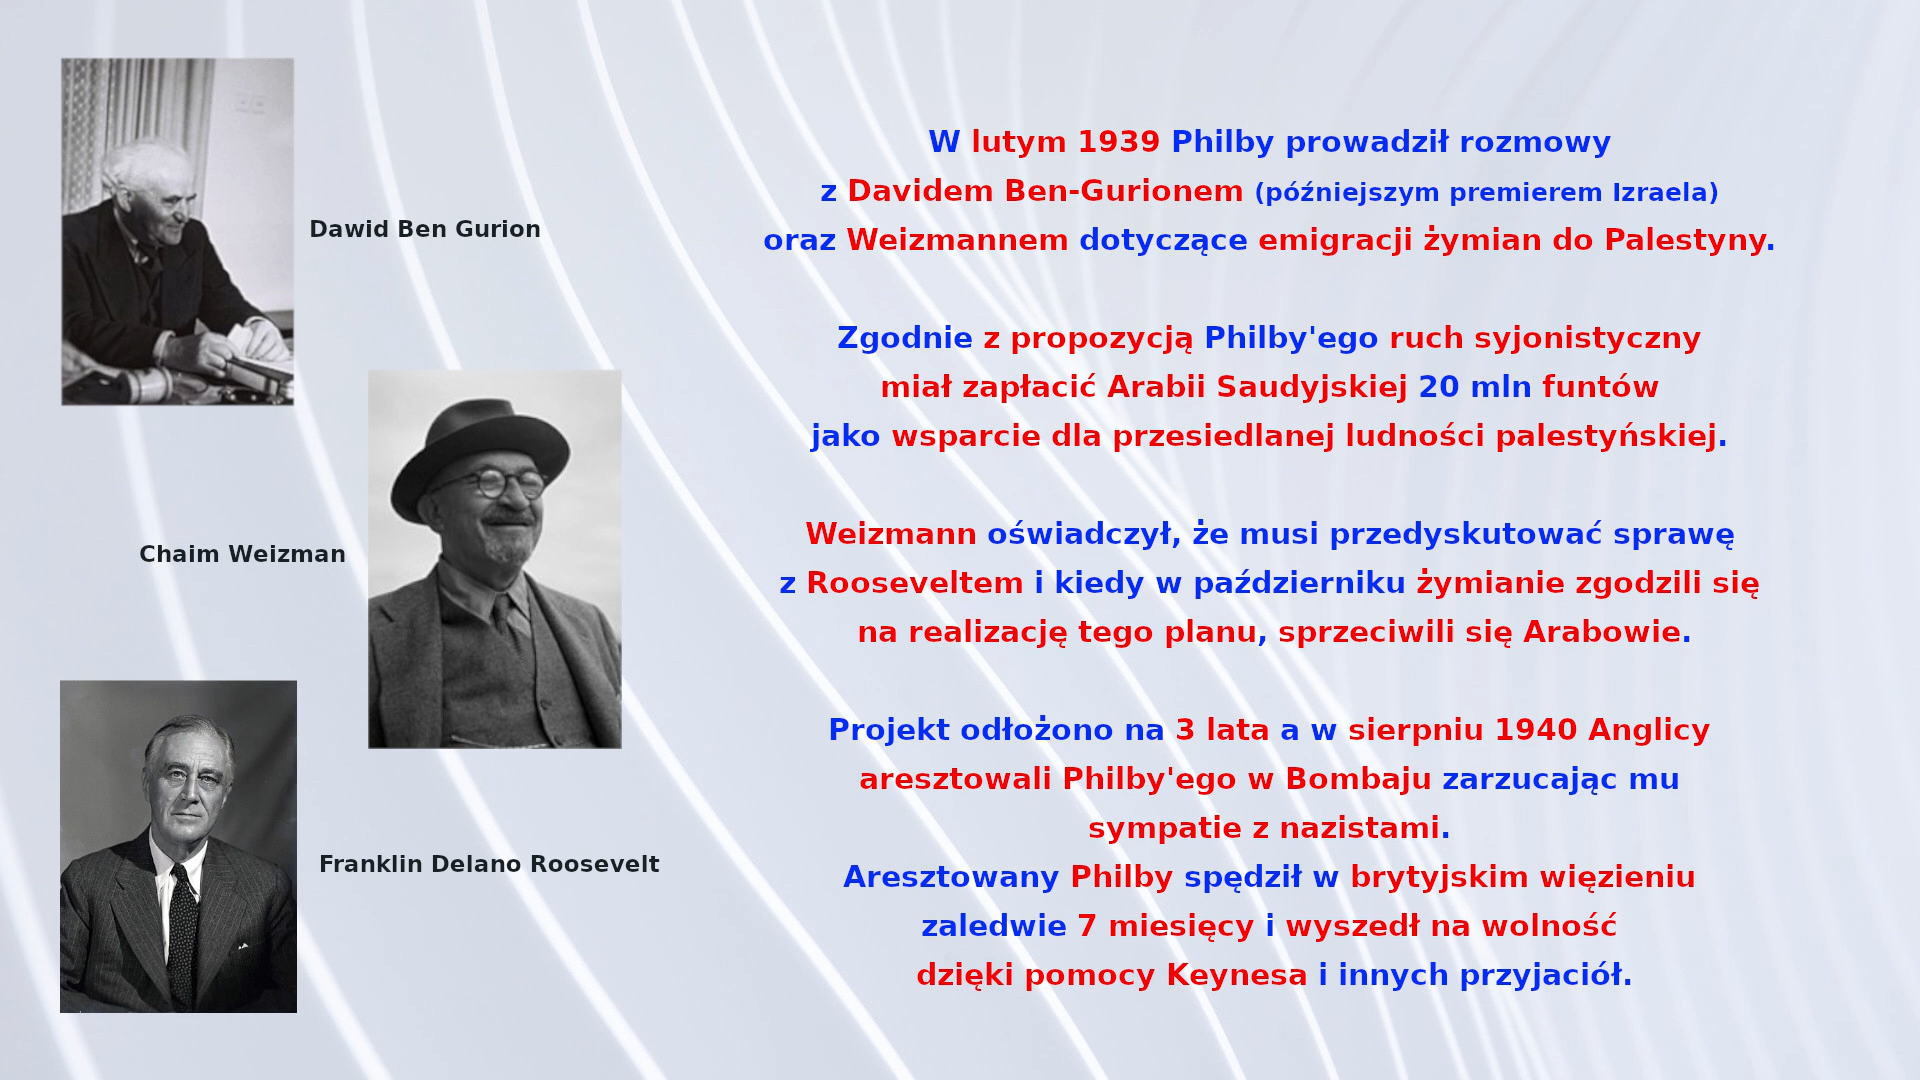 Dawid Ben Gurion
Chaim Weizman
Franklin Delano Roosevelt
W lutym 1939 Philby prowadził rozmowy
z Davidem Ben-Gurionem (późniejszym premierem Izraela)
oraz Weizmannem dotyczące emigracji żymian do Palestyny.
Zgodnie z propozycją Philby'ego ruch syjonistyczny
miał zapłacić Arabii Saudyjskiej 20 mln funtów
jako wsparcie dla przesiedlanej ludności palestyńskiej.
Weizmann oświadczył, że musi przedyskutować sprawę
z Rooseveltem i kiedy w październiku żymianie zgodzili się
na realizację tego planu, sprzeciwili się Arabowie.
Projekt odłożono na 3 lata a w sierpniu 1940 Anglicy
aresztowali Philby'ego w Bombaju zarzucając mu
sympatie z nazistami.
Aresztowany Philby spędził w brytyjskim więzieniu
zaledwie 7 miesięcy i wyszedł na wolność
dzięki pomocy Keynesa i innych przyjaciół.